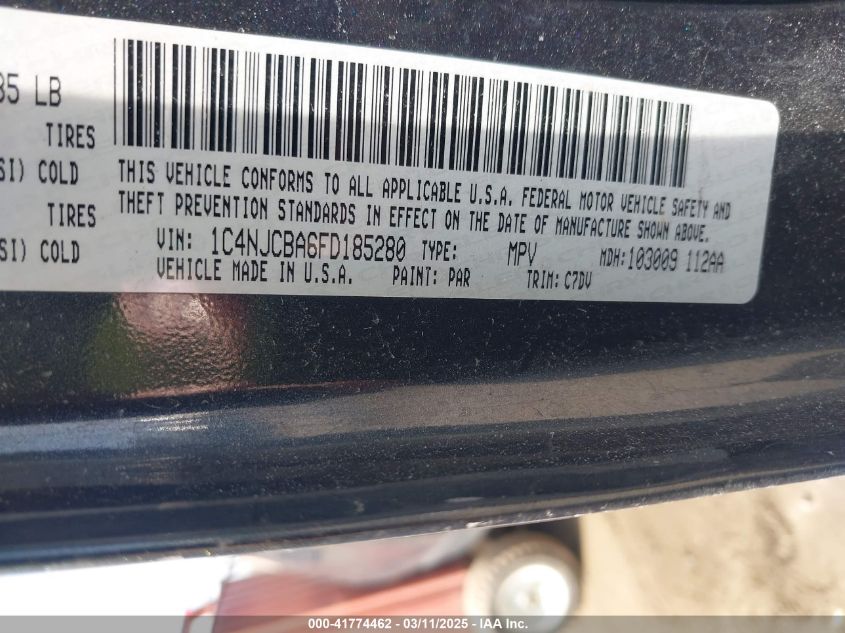 85 LB
TIRES
SI) COLD
TIRES
SI) COLD
THIS VEHICLE CONFORMS TO ALL APPLICABLE U.S.A. FEDERAL MOTOR VEHICLE SAFETY AND
THEFT PREVENTION STANDARDS IN EFFECT ON THE DATE OF MANUFACTURE SHOWN ABOVE.
VIN: 1C4NJCBA6FD185280 TYPE: MPV MDH: 103009 112AA
VEHICLE MADE IN U.S.A. PAINT: PAR TRIM: C7DV
000-41774462 - 03/11/2025 - IAA Inc.